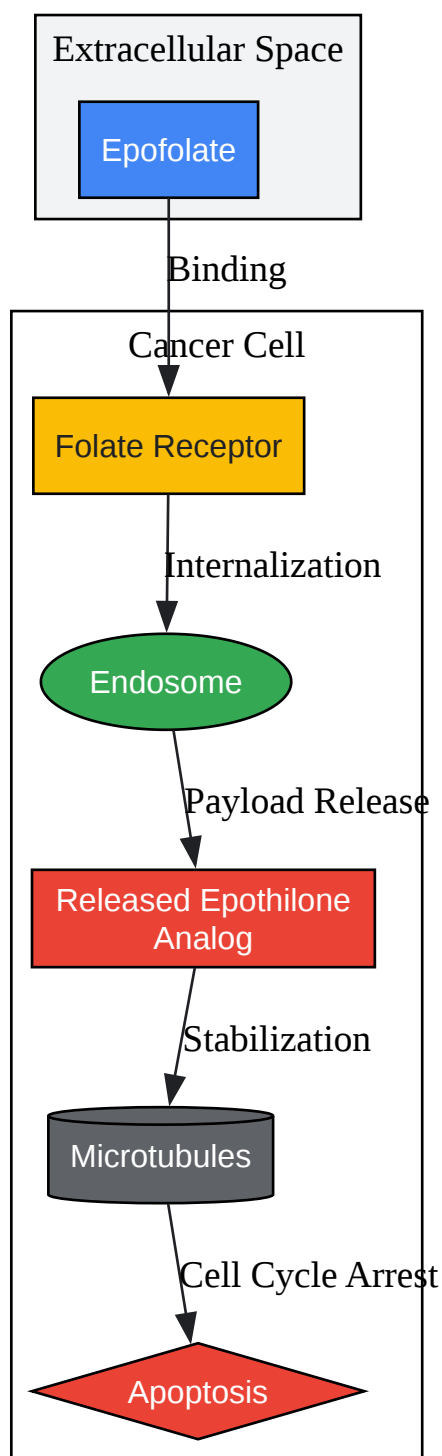 Extracellular Space
Epofolate
Binding
Cancer Cell
Folate Receptor
Internalization
Endosome
Payload Release
Released Epothilone
Analog
Stabilization
Microtubules
Cell Cycle Arrest
Apoptosis